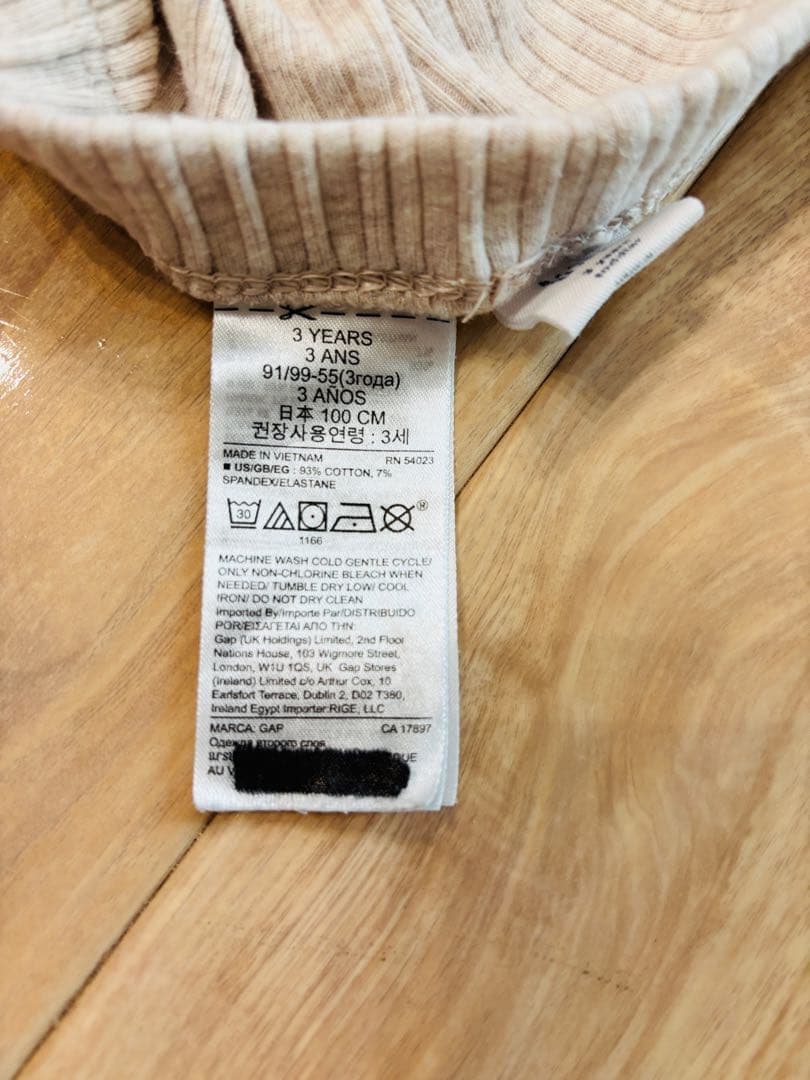 3 YEARS
3 ANS
91/99-55(3года)
3 AÑOS
日本 100 CM
권장사용연령 : 3세
MADE IN VIETNAM RN 54023
■ US/GB/EG : 93% COTTON, 7%
SPANDEX/ELASTANE
30
®
1166
MACHINE WASH COLD GENTLE CYCLE/
ONLY NON-CHLORINE BLEACH WHEN
NEEDED/ TUMBLE DRY LOW/ COOL
IRON/ DO NOT DRY CLEAN
Imported By/Importe Par/DISTRIBUIDO
POR/ΕΙΣΑΓΕΤΑΙ ΑΠΟ ΤΗΝ:
Gap (UK Holdings) Limited, 2nd Floor
Nations House, 103 Wigmore Street,
London, W1U 1QS, UK Gap Stores
(Ireland) Limited c/o Arthur Cox, 10
Earlsfort Terrace, Dublin 2, D02 T380,
Ireland Egypt Importer:RIGE, LLC
MARCA: GAP CA 17897
Одежда второго слоя
AU